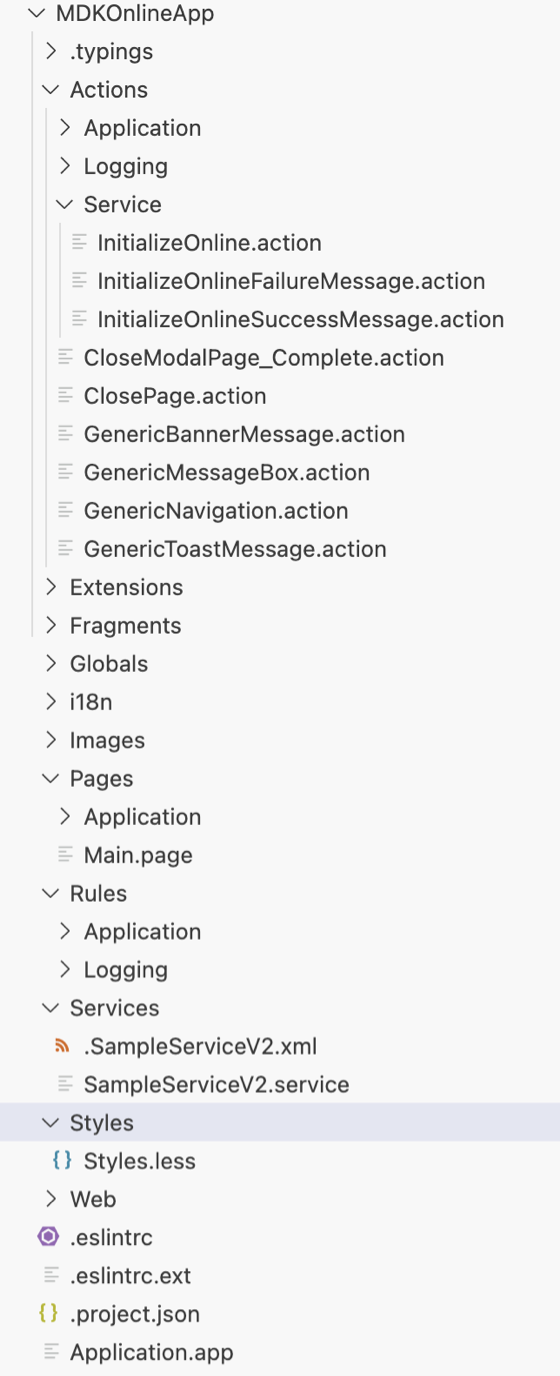 MDKOnlineApp
.typings
Actions
Application
Logging
Service
InitializeOnline.action
InitializeOnlineFailureMessage.action
InitializeOnlineSuccessMessage.action
CloseModalPage_Complete.action
ClosePage.action
GenericBannerMessage.action
GenericMessageBox.action
GenericNavigation.action
GenericToastMessage.action
Extensions
Fragments
Globals
i18n
Images
Pages
Application
Main.page
Rules
Application
Logging
Services
.SampleServiceV2.xml
SampleServiceV2.service
Styles
Styles.less
Web
.eslintrc
.eslintrc.ext
.project.json
Application.app